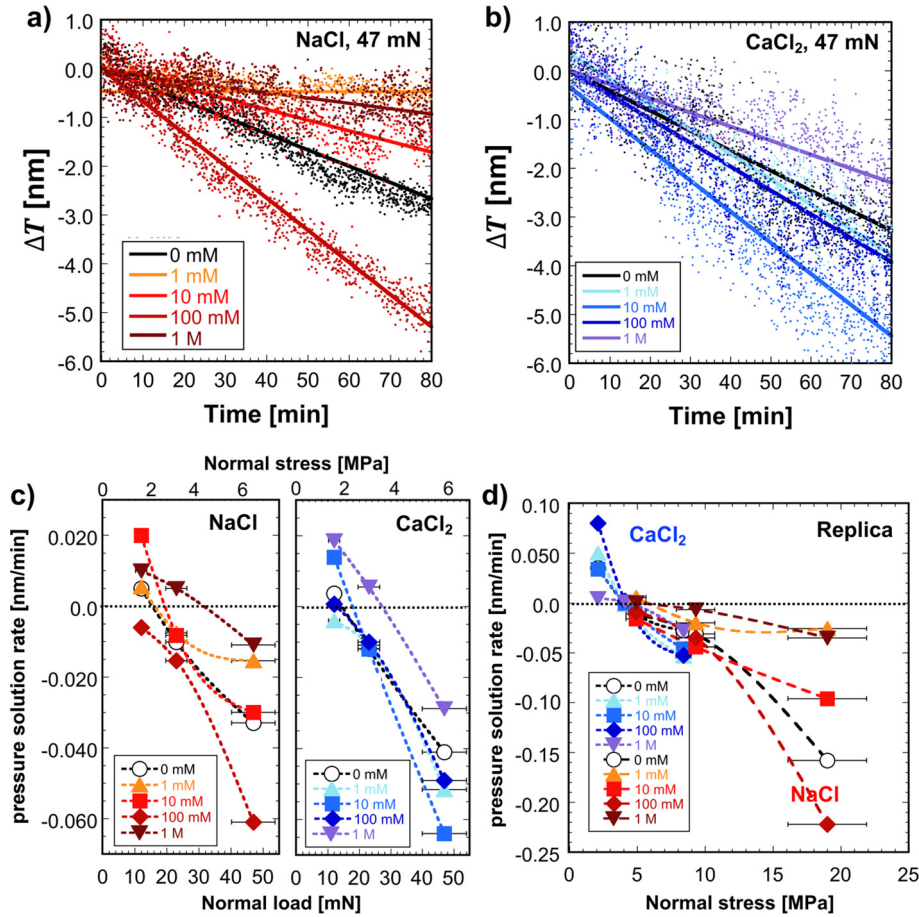 a)
NaCl, 47 mN
1.0
0.0
-1.0
-2.0
-3.0
-4.0
-5.0
-6.0
ΔT [nm]
0 mM
1 mM
10 mM
100 mM
1 M
0 10 20 30 40 50 60 70 80
Time [min]
b)
CaCl2, 47 mN
1.0
0.0
-1.0
-2.0
-3.0
-4.0
-5.0
-6.0
ΔT [nm]
0 mM
1 mM
10 mM
100 mM
1 M
0 10 20 30 40 50 60 70 80
Time [min]
c)
Normal stress [MPa]
0 2 4 6
0 2 4 6
NaCl
CaCl2
pressure solution rate [nm/min]
0.020
0.0
-0.020
-0.040
-0.060
0 mM
1 mM
10 mM
100 mM
1 M
0 mM
1 mM
10 mM
100 mM
1 M
0 10 20 30 40 50
0 10 20 30 40 50
Normal load [mN]
d)
Replica
CaCl2
NaCl
pressure solution rate [nm/min]
0.10
0.050
0.0
-0.050
-0.10
-0.15
-0.20
-0.25
0 mM
1 mM
10 mM
100 mM
1 M
0 mM
1 mM
10 mM
100 mM
1 M
0 5 10 15 20 25
Normal stress [MPa]